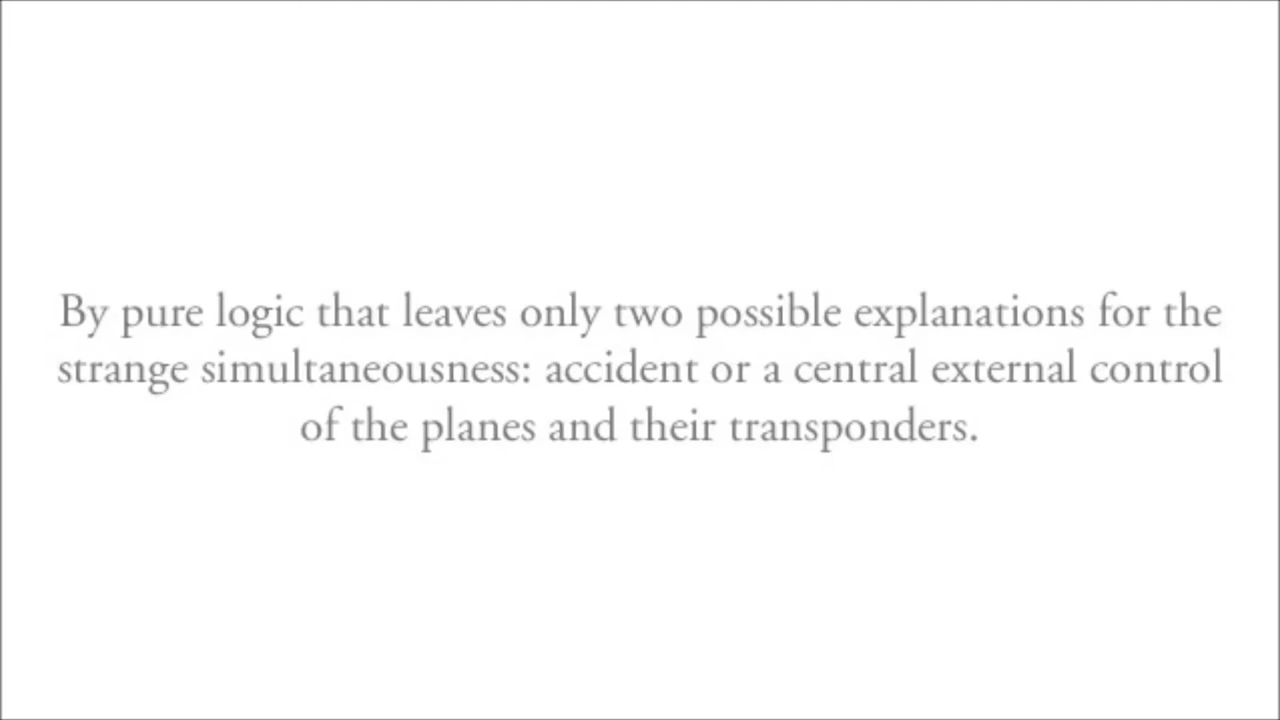 By pure logic that leaves only two possible explanations for the
strange simultaneousness: accident or a central external control
of the planes and their transponders.